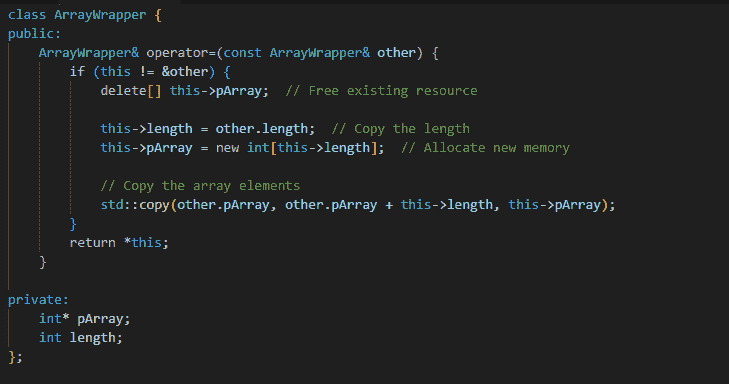 class ArrayWrapper {
public:
    ArrayWrapper& operator=(const ArrayWrapper& other) {
        if (this != &other) {
            delete[] this->pArray;  // Free existing resource

            this->length = other.length;  // Copy the length
            this->pArray = new int[this->length];  // Allocate new memory

            // Copy the array elements
            std::copy(other.pArray, other.pArray + this->length, this->pArray);
        }
        return *this;
    }

private:
    int* pArray;
    int length;
};